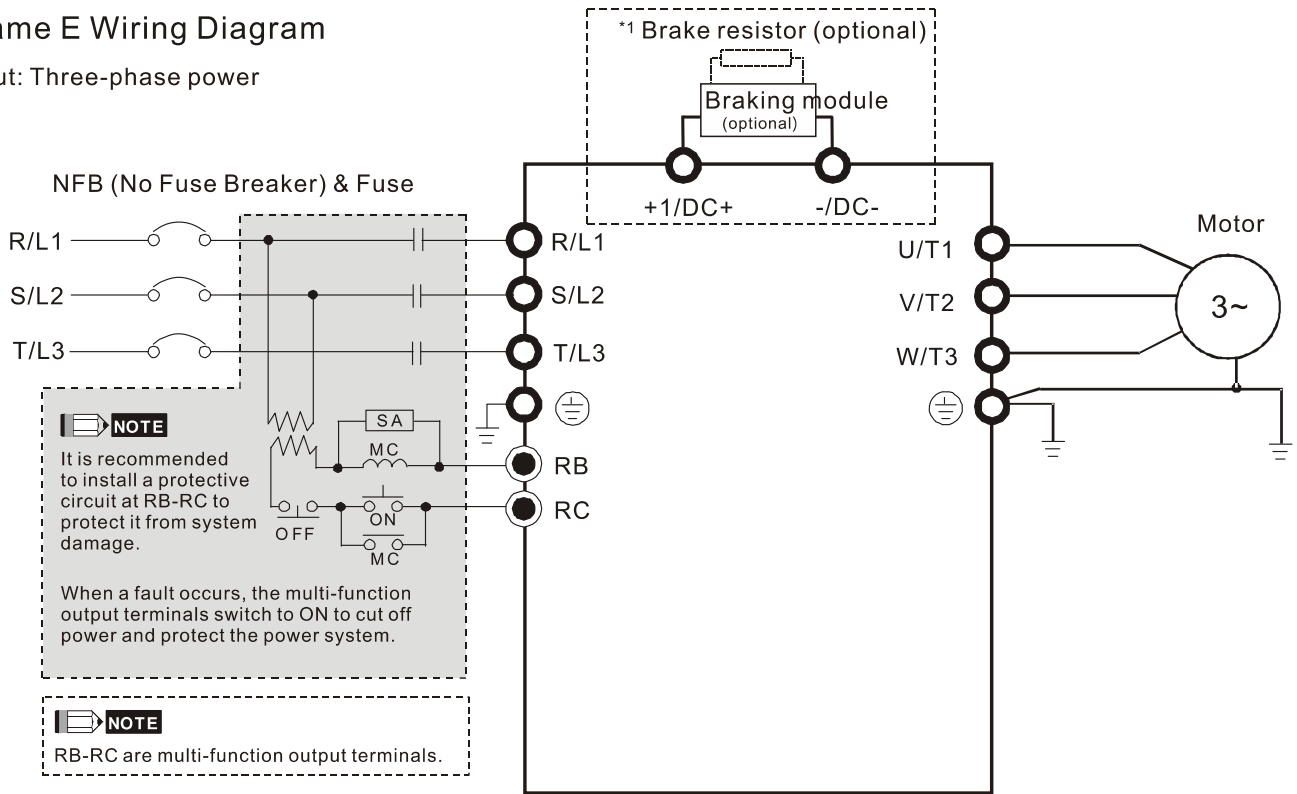 ame E Wiring Diagram
ut: Three-phase power
*1 Brake resistor (optional)
Braking module
(optional)
+1/DC+
-/DC-
NFB (No Fuse Breaker) & Fuse
R/L1
S/L2
T/L3
R/L1
S/L2
T/L3
RB
RC
U/T1
V/T2
W/T3
Motor
3~
SA
MC
OFF
ON
MC
NOTE
It is recommended
to install a protective
circuit at RB-RC to
protect it from system
damage.
When a fault occurs, the multi-function
output terminals switch to ON to cut off
power and protect the power system.
NOTE
RB-RC are multi-function output terminals.